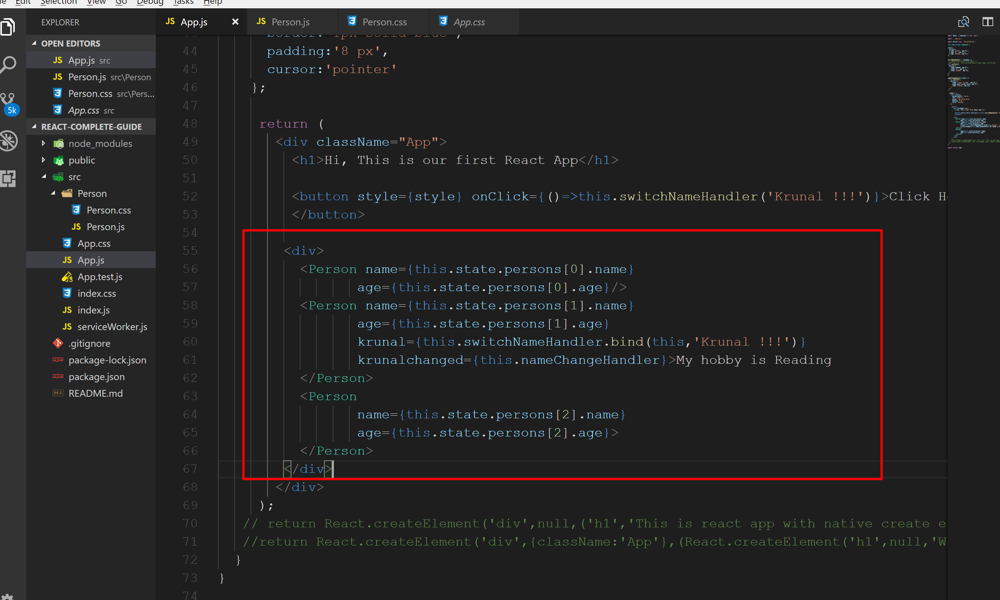 Edit Selection View Go Debug Tasks Help
EXPLORER
OPEN EDITORS
JS App.js src
JS Person.js src\Person
Person.css src\Pers...
App.css src
5k
REACT-COMPLETE-GUIDE
node_modules
public
src
Person
Person.css
JS Person.js
App.css
JS App.js
App.test.js
index.css
JS index.js
JS serviceWorker.js
.gitignore
package-lock.json
package.json
README.md
JS App.js × JS Person.js Person.css App.css
44 padding:'8 px',
45 cursor:'pointer'
46 };
47
48 return (
49 <div className="App">
50 <h1>Hi, This is our first React App</h1>
51
52 <button style={style} onClick={()=>this.switchNameHandler('Krunal !!!')}>Click
53 </button>
54
55 <div>
56 <Person name={this.state.persons[0].name}
57 age={this.state.persons[0].age}/>
58 <Person name={this.state.persons[1].name}
59 age={this.state.persons[1].age}
60 krunal={this.switchNameHandler.bind(this,'Krunal !!!')}
61 krunalchanged={this.nameChangeHandler}>My hobby is Reading
62 </Person>
63 <Person
64 name={this.state.persons[2].name}
65 age={this.state.persons[2].age}>
66 </Person>
67 </div>
68 </div>
69 );
70 // return React.createElement('div',null,('h1','This is react app with native create e
71 //return React.createElement('div',{className:'App'},(React.createElement('h1',null,'W
72 }
73 }
74